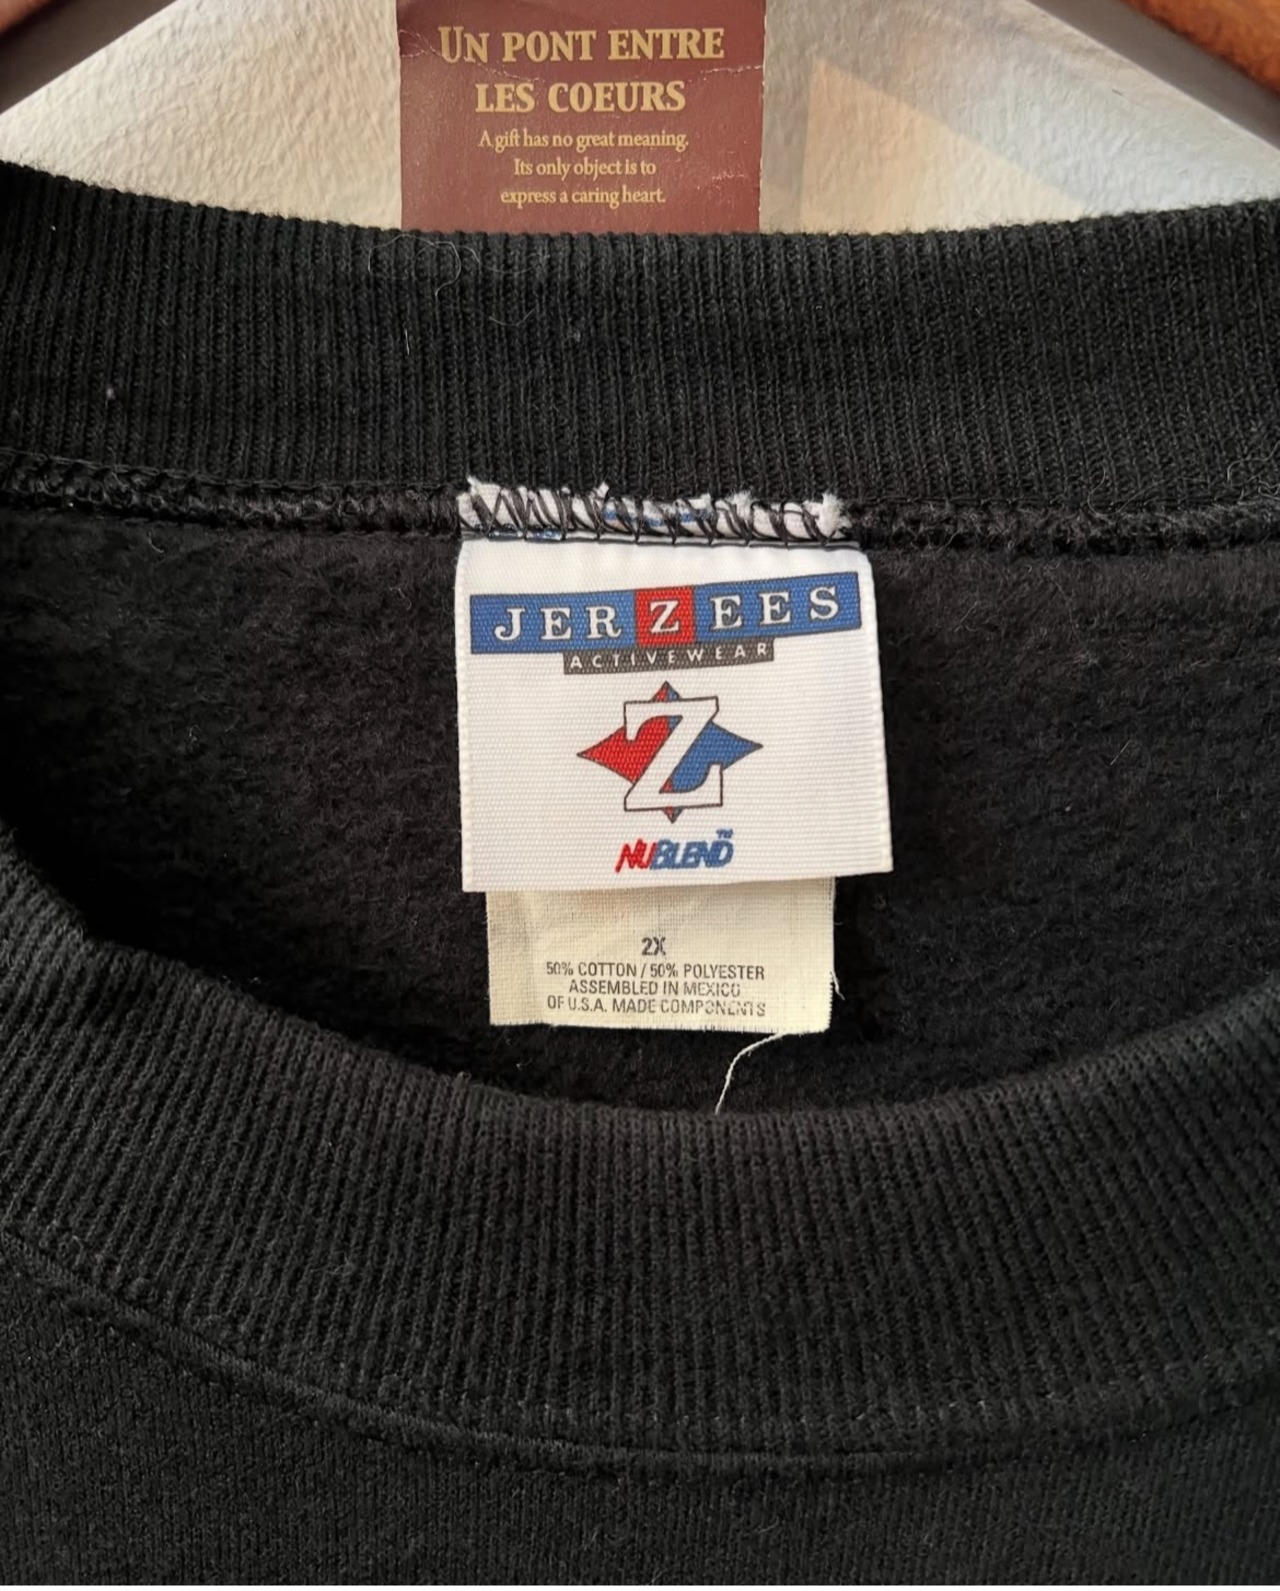 UN PONT ENTRE
LES COEURS
A gift has no great meaning.
Its only object is to
express a caring heart.
JERZEES
ACTIVEWEAR
Z
NUBLEND™
2X
50% COTTON / 50% POLYESTER
ASSEMBLED IN MEXICO
OF U.S.A. MADE COMPONENTS